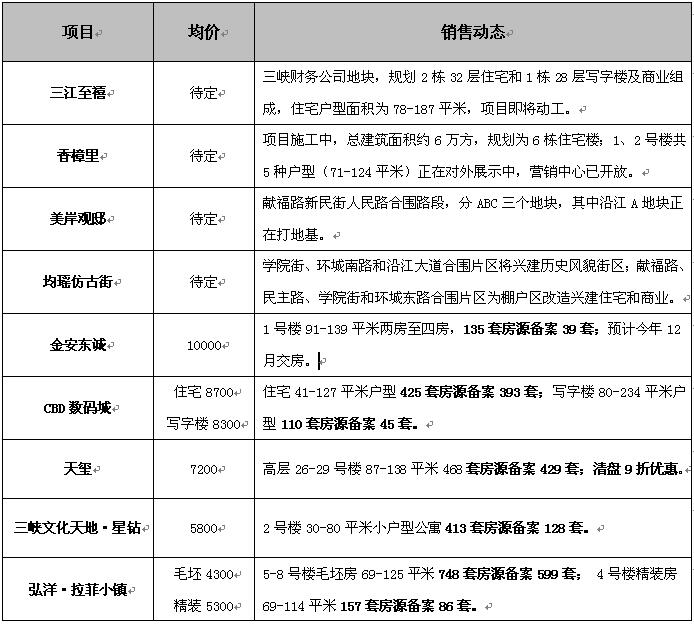 项目 均价 销售动态
三江至禧 待定 三峡财务公司地块，规划 2 栋 32 层住宅和 1 栋 28 层写字楼及商业组
成，住宅户型面积为 78-187 平米，项目即将动工。
香樟里 待定 项目施工中，总建筑面积约 6 万方，规划为 6 栋住宅楼；1、2 号楼共
5 种户型（71-124 平米）正在对外展示中，营销中心已开放。
美岸观邸 待定 献福路新民街人民路合围路段，分 ABC 三个地块，其中沿江 A 地块正
在打地基。
均瑶仿古街 待定 学院街、环城南路和沿江大道合围片区将兴建历史风貌街区；献福路、
民主路、学院街和环城东路合围片区为棚户区改造兴建住宅和商业。
金安东诚 10000 1 号楼 91-139 平米两房至四房，135 套房源备案 39 套；预计今年 12
月交房。
CBD 数码城 住宅 8700 住宅 41-127 平米户型 425 套房源备案 393 套；写字楼 80-234 平米户
写字楼 8300 型 110 套房源备案 45 套。
天玺 7200 高层 26-29 号楼 87-138 平米 468 套房源备案 429 套；清盘 9 折优惠。
三峡文化天地·星钻 5800 2 号楼 30-80 平米小户型公寓 413 套房源备案 128 套。
弘洋·拉菲小镇 毛坯 4300 5-8 号楼毛坯房 69-125 平米 748 套房源备案 599 套； 4 号楼精装房
精装 5300 69-114 平米 157 套房源备案 86 套。